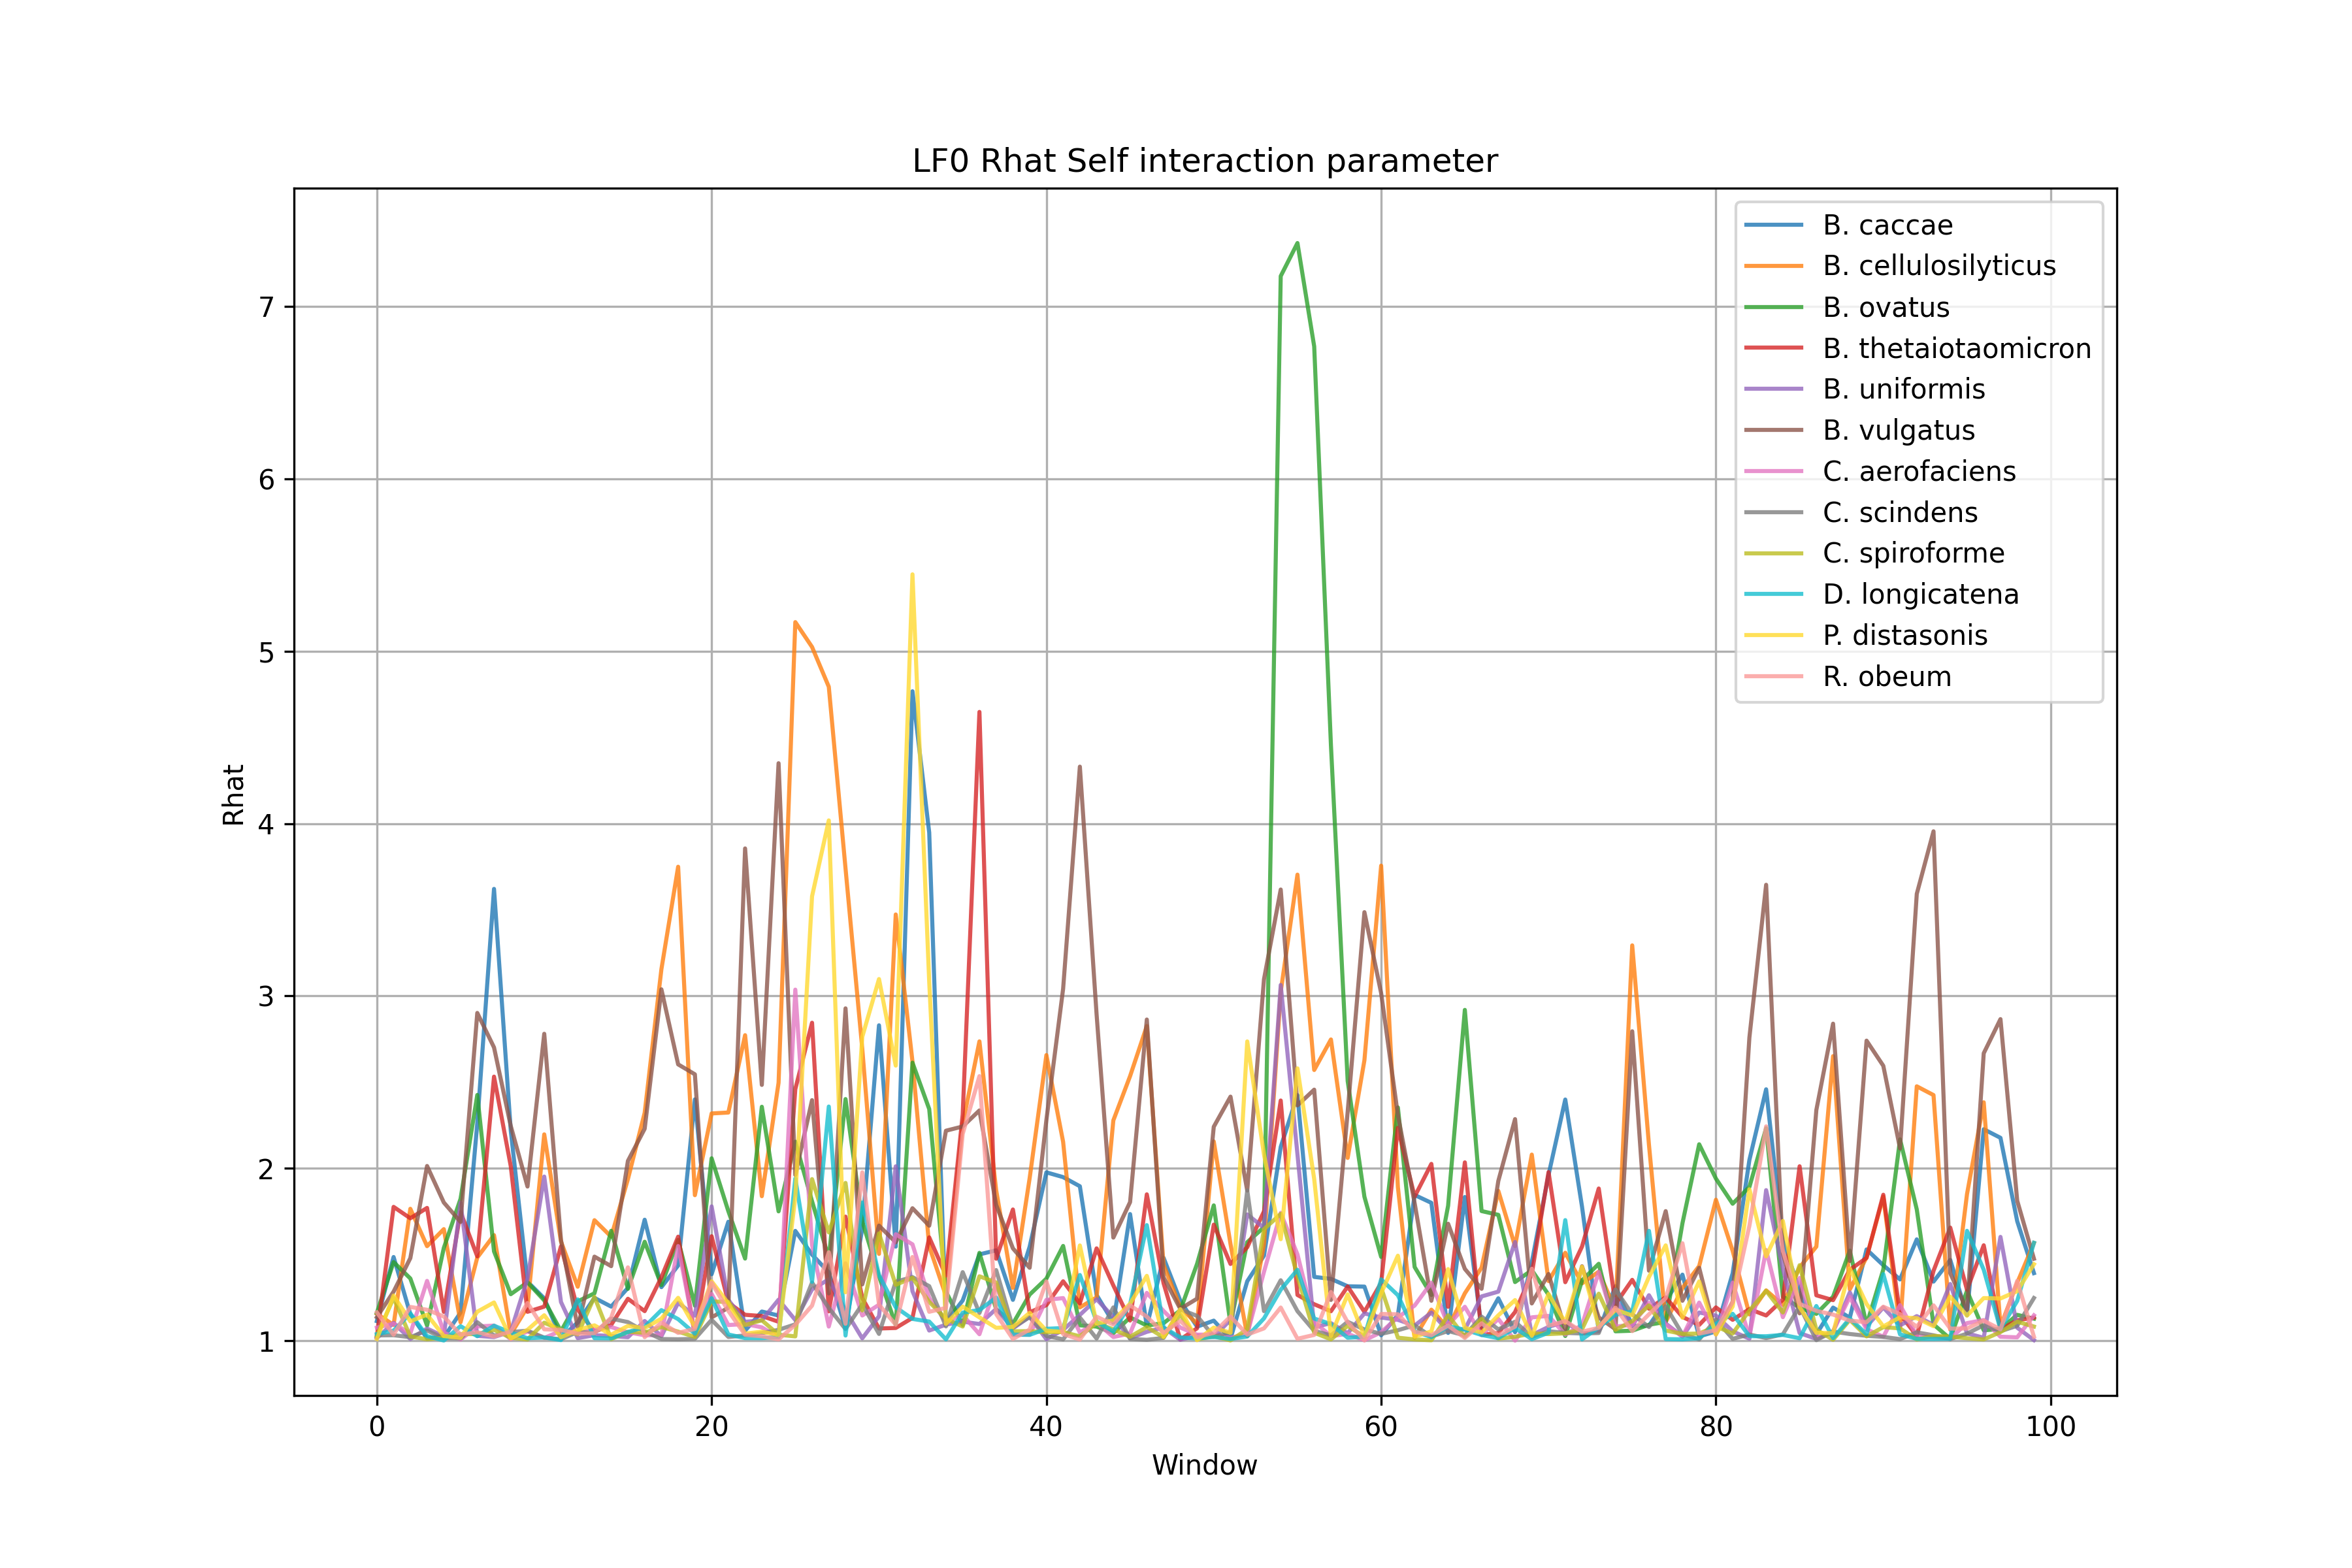 LF0 Rhat Self interaction parameter
B. caccae
B. cellulosilyticus
B. ovatus
B. thetaiotaomicron
B. uniformis
B. vulgatus
C. aerofaciens
C. scindens
C. spiroforme
D. longicatena
P. distasonis
R. obeum
7
6
5
4
3
2
1
Rhat
0 20 40 60 80 100
Window